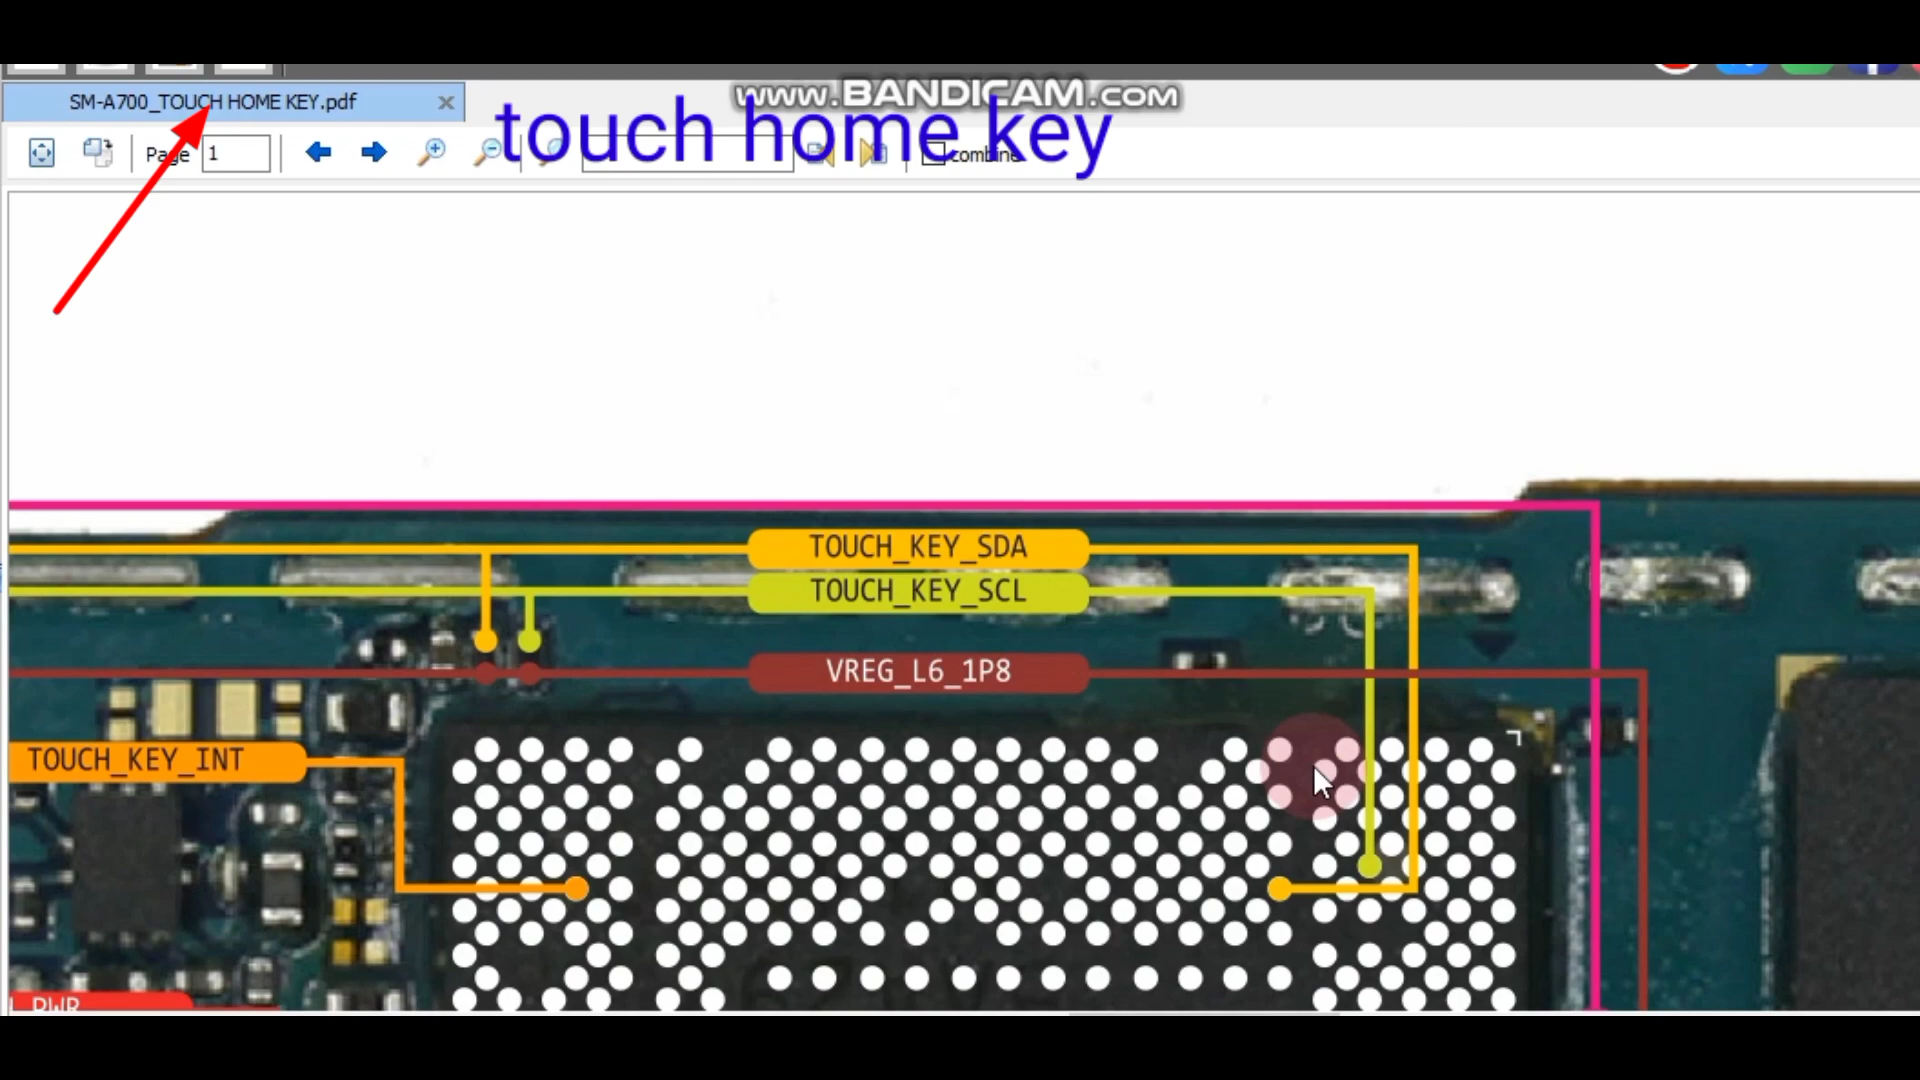 www.BANDICAM.com
SM-A700_TOUCH HOME KEY.pdf
touch home key
Page 1
combine
TOUCH_KEY_SDA
TOUCH_KEY_SCL
VREG_L6_1P8
TOUCH_KEY_INT
PWR